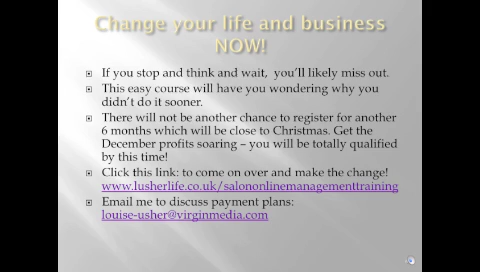 Change your life and business
NOW!
If you stop and think and wait, you'll likely miss out.
This easy course will have you wondering why you
didn't do it sooner.
There will not be another chance to register for another
6 months which will be close to Christmas. Get the
December profits soaring – you will be totally qualified
by this time!
Click this link: to come on over and make the change!
www.lusherlife.co.uk/salononlinemanagementtraining
Email me to discuss payment plans:
louise-usher@virginmedia.com